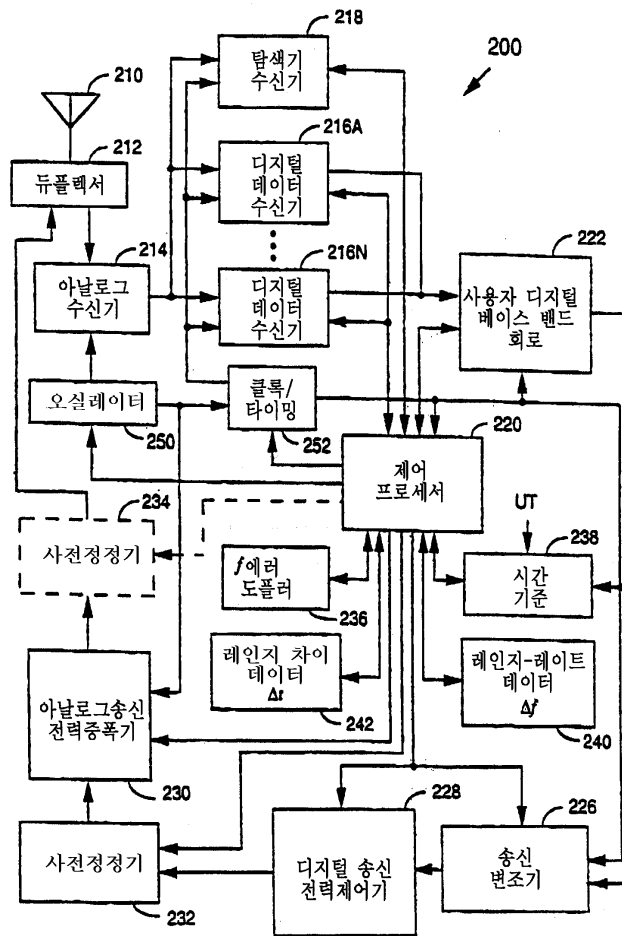 218
탐색기
수신기
200
210
212
듀플렉서
216A
디지털
데이터
수신기
214
아날로그
수신기
216N
디지털
데이터
수신기
222
사용자 디지털
베이스 밴드
회로
오실레이터
250
클록/
타이밍
252
220
제어
프로세서
234
사전정정기
UT
f에러
도플러
236
238
시간
기준
레인지 차이
데이터
Δt
242
레인지-레이트
데이터
Δf
240
아날로그송신
전력증폭기
230
228
디지털 송신
전력제어기
226
송신
변조기
사전정정기
232